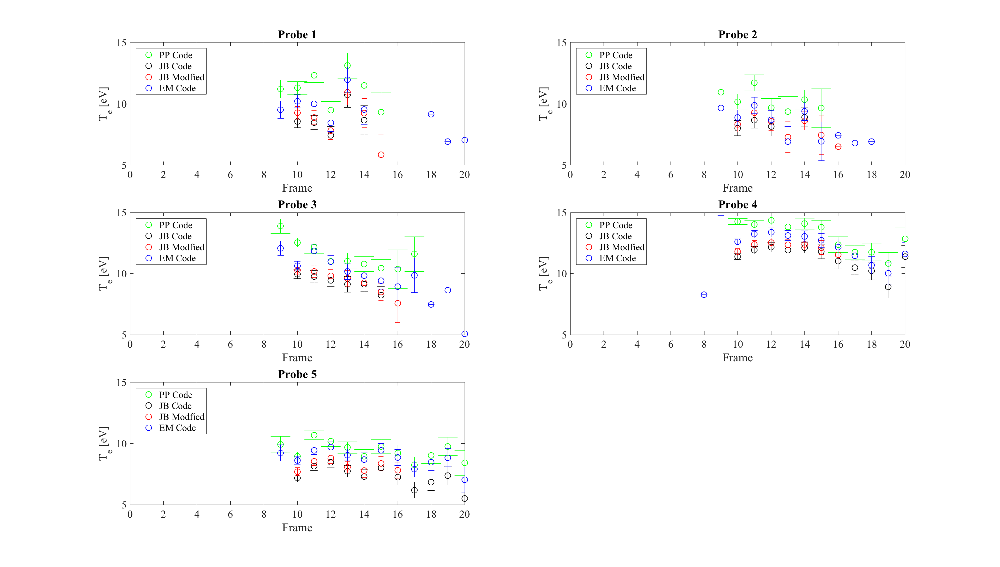 Probe 1
15
10
5
T_e [eV]
PP Code
JB Code
JB Modfied
EM Code
0 2 4 6 8 10 12 14 16 18 20
Frame
Probe 2
15
10
5
T_e [eV]
PP Code
JB Code
JB Modfied
EM Code
0 2 4 6 8 10 12 14 16 18 20
Frame
Probe 3
15
10
5
T_e [eV]
PP Code
JB Code
JB Modfied
EM Code
0 2 4 6 8 10 12 14 16 18 20
Frame
Probe 4
15
10
5
T_e [eV]
PP Code
JB Code
JB Modfied
EM Code
0 2 4 6 8 10 12 14 16 18 20
Frame
Probe 5
15
10
5
T_e [eV]
PP Code
JB Code
JB Modfied
EM Code
0 2 4 6 8 10 12 14 16 18 20
Frame